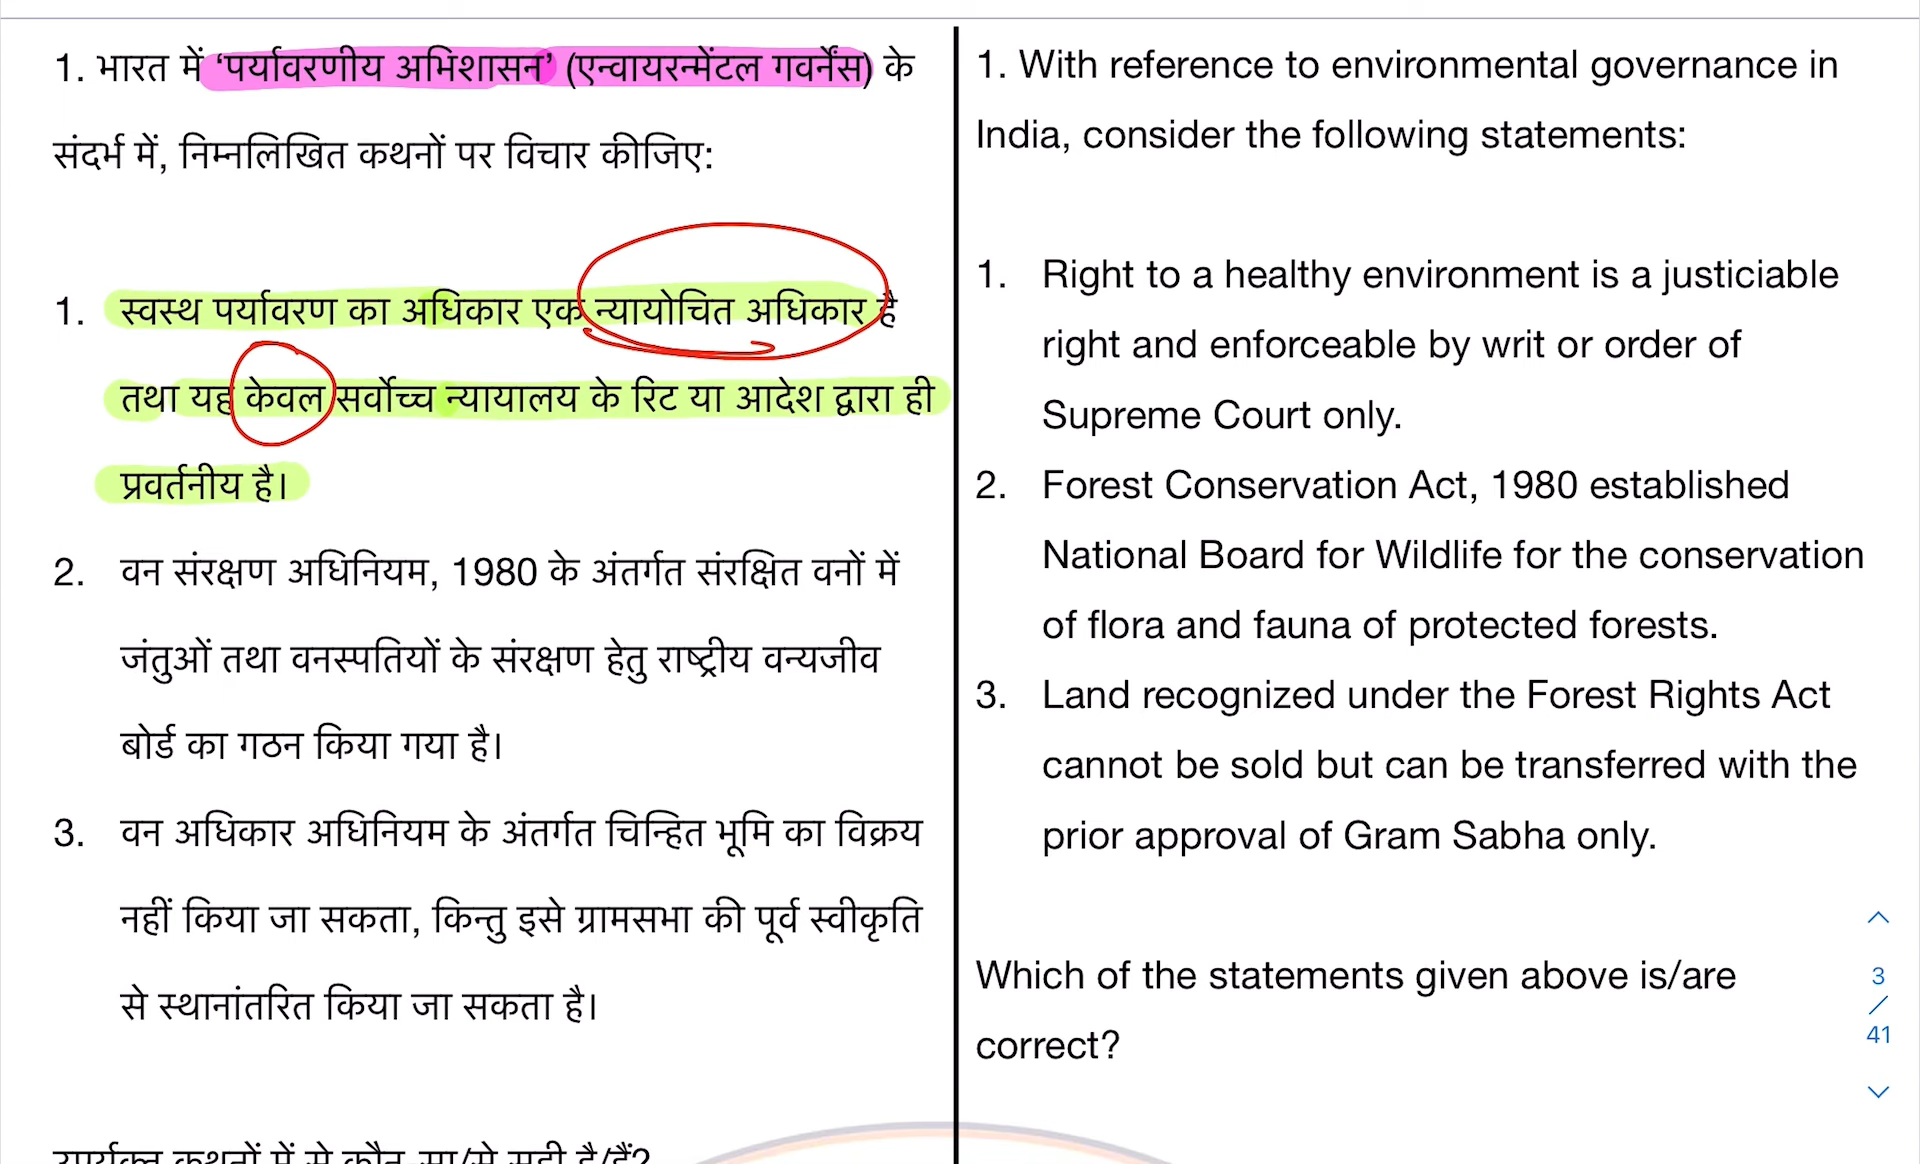 1. भारत में ‘पर्यावरणीय अभिशासन’ (एन्वायरन्मेंटल गवर्नेंस) के
संदर्भ में, निम्नलिखित कथनों पर विचार कीजिए:
1. स्वस्थ पर्यावरण का अधिकार एक न्यायोचित अधिकार है
तथा यह केवल सर्वोच्च न्यायालय के रिट या आदेश द्वारा ही
प्रवर्तनीय है।
2. वन संरक्षण अधिनियम, 1980 के अंतर्गत संरक्षित वनों में
जंतुओं तथा वनस्पतियों के संरक्षण हेतु राष्ट्रीय वन्यजीव
बोर्ड का गठन किया गया है।
3. वन अधिकार अधिनियम के अंतर्गत चिन्हित भूमि का विक्रय
नहीं किया जा सकता, किन्तु इसे ग्रामसभा की पूर्व स्वीकृति
से स्थानांतरित किया जा सकता है।
उपर्युक्त कथनों में से कौन-सा/से सही है/हैं?
1. With reference to environmental governance in
India, consider the following statements:
1. Right to a healthy environment is a justiciable
right and enforceable by writ or order of
Supreme Court only.
2. Forest Conservation Act, 1980 established
National Board for Wildlife for the conservation
of flora and fauna of protected forests.
3. Land recognized under the Forest Rights Act
cannot be sold but can be transferred with the
prior approval of Gram Sabha only.
Which of the statements given above is/are
correct?
3
/
41